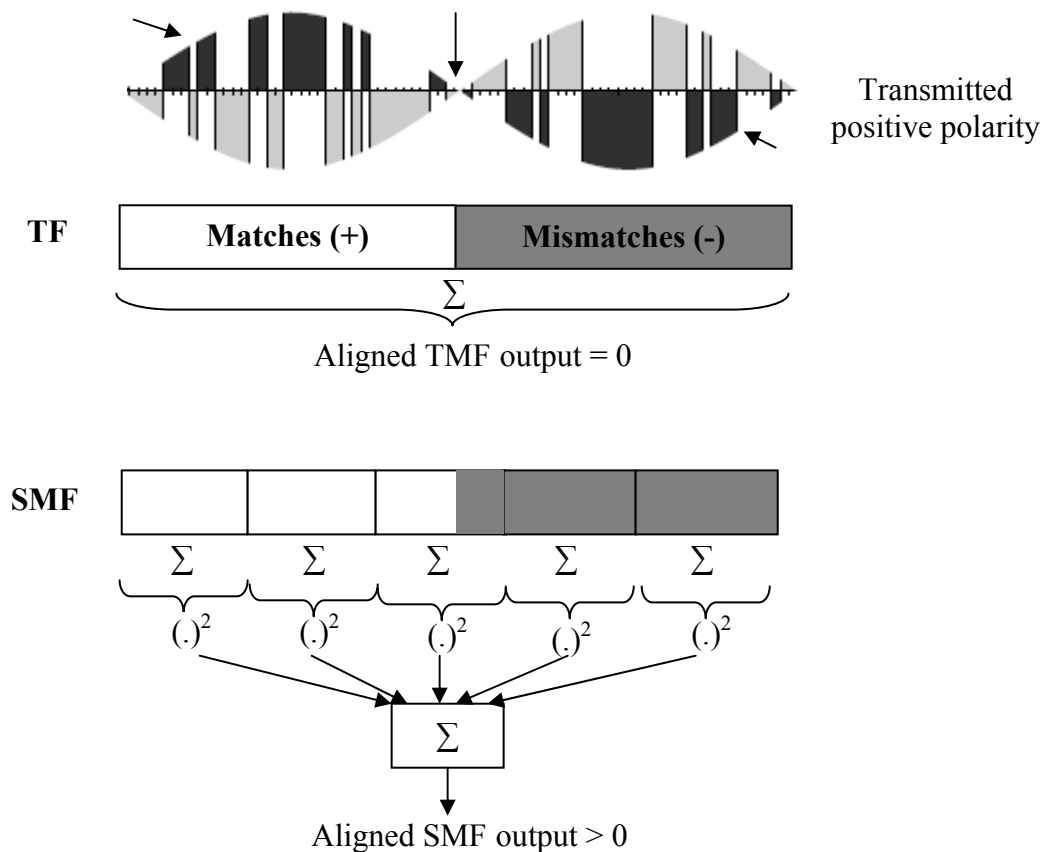 Transmitted
positive polarity
TF
Matches (+)
Mismatches (-)
∑
Aligned TMF output = 0
SMF
∑ ∑ ∑ ∑ ∑
(.)² (.)² (.)² (.)² (.)²
∑
Aligned SMF output > 0